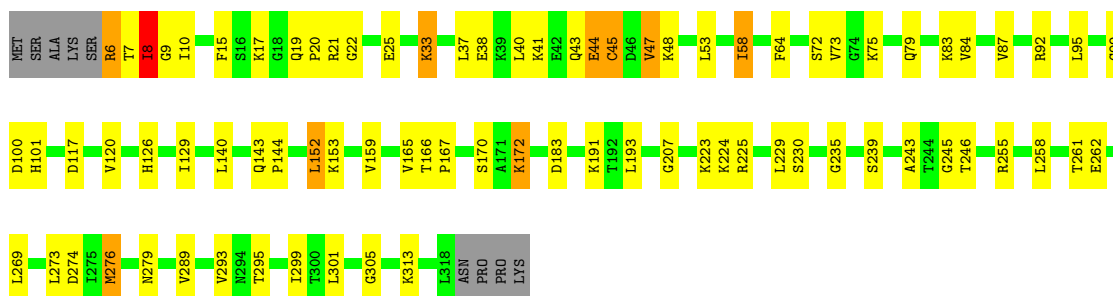 MET SER ALA LYS SER R6 T7 I8 G9 I10 F15 S16 K17 G18 Q19 P20 R21 G22 E25 K33 L37 E38 K39 L40 K41 E42 Q43 E44 C45 D46 V47 K48 L53 I58 F64 S72 V73 G74 K75 Q79 K83 V84 V87 R92 L95
D100 H101 D117 V120 H126 I129 L140 Q143 P144 L152 K153 V159 V165 T166 P167 S170 A171 K172 D183 K191 T192 L193 G207 K223 K224 R225 L229 S230 G235 S239 A243 T244 G245 T246 R255 L258 T261 E262
L269 L273 D274 I275 M276 N279 V289 V293 N294 T295 I299 T300 L301 G305 K313 L318 ASN PRO PRO LYS